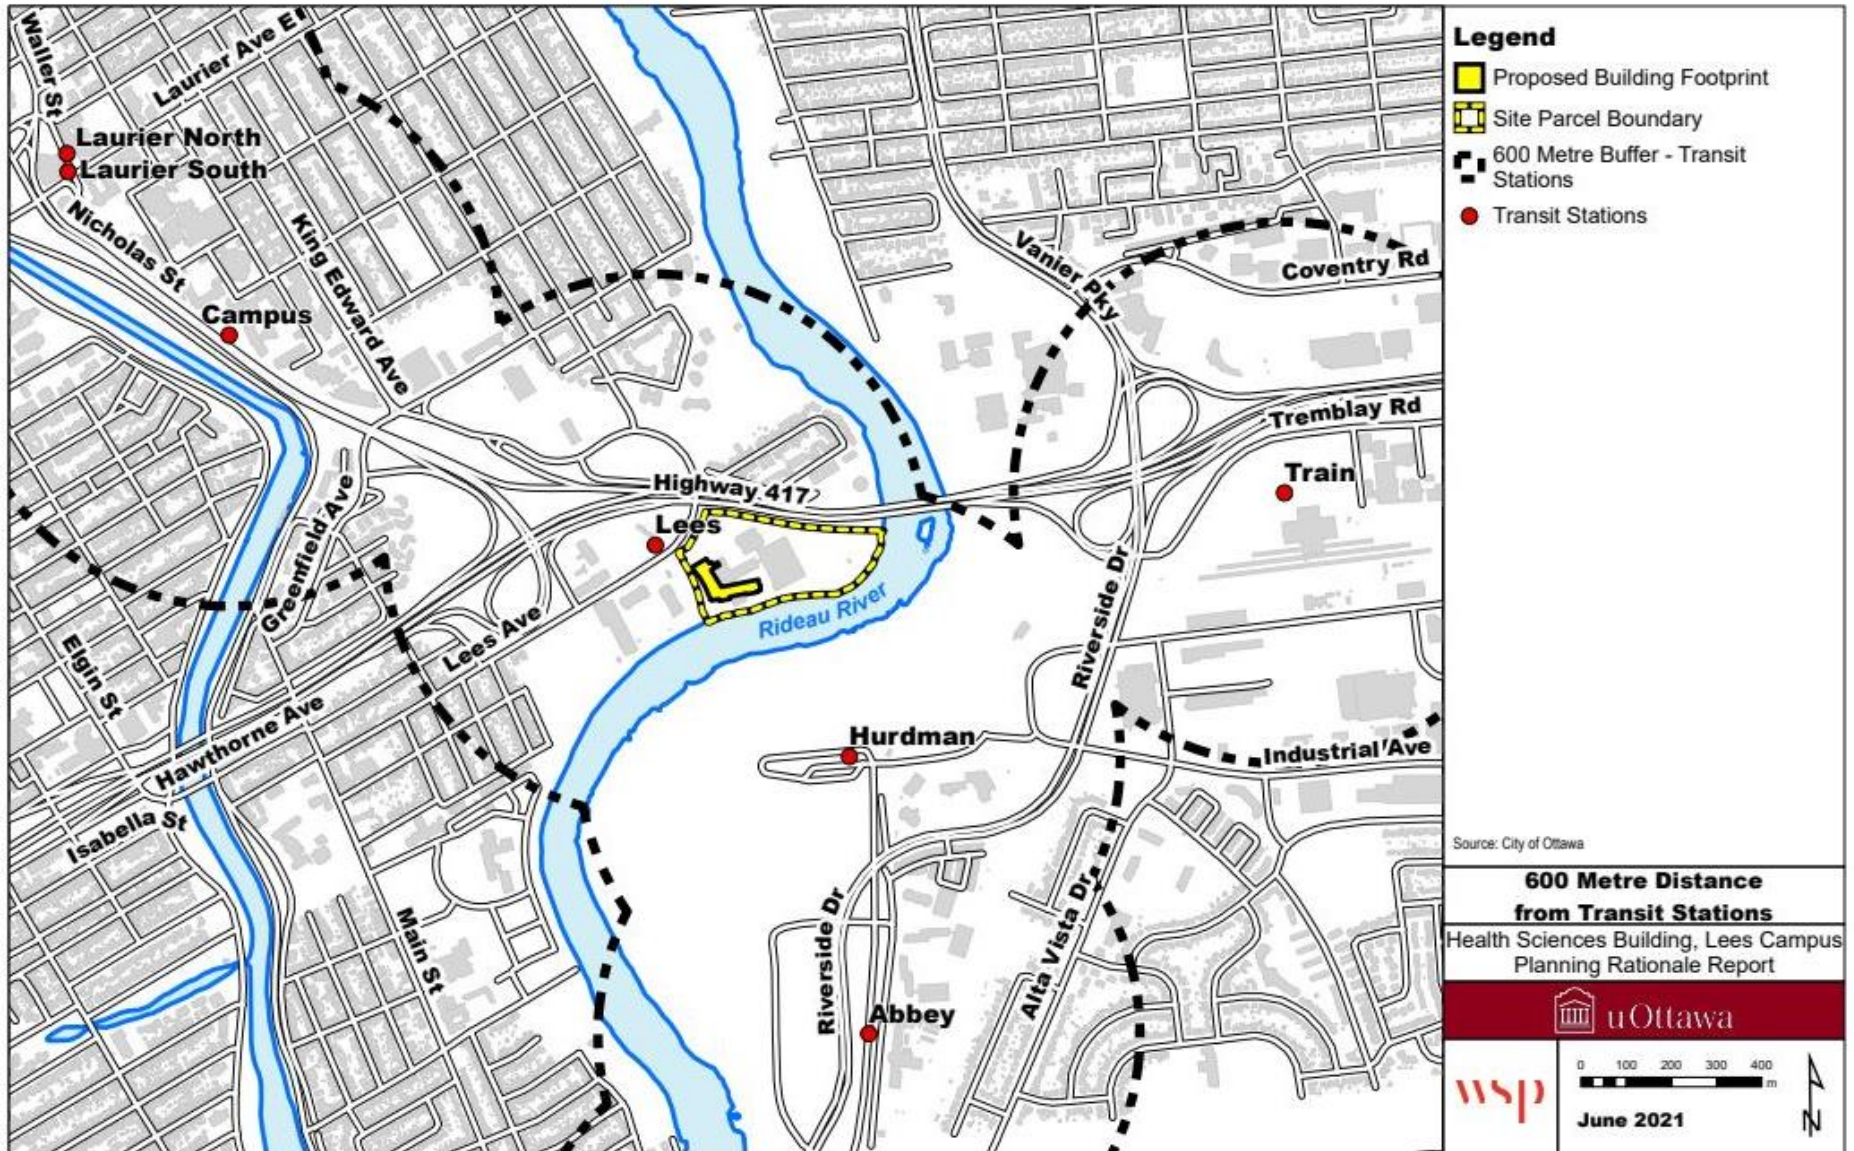 Waller St
Laurier Ave E
Laurier North
Laurier South
Nicholas St
King Edward Ave
Campus
Vanier Pky
Coventry Rd
Tremblay Rd
Train
Highway 417
Lees
Greenfield Ave
Rideau River
Riverside Dr
Lees Ave
Elgin St
Hawthorne Ave
Isabella St
Hurdman
Industrial Ave
Main St
Riverside Dr
Alta Vista Dr
Abbey
Legend
Proposed Building Footprint
Site Parcel Boundary
600 Metre Buffer - Transit
Stations
Transit Stations
Source: City of Ottawa
600 Metre Distance
from Transit Stations
Health Sciences Building, Lees Campus
Planning Rationale Report
uOttawa
wsp
0 100 200 300 400
m
June 2021
N